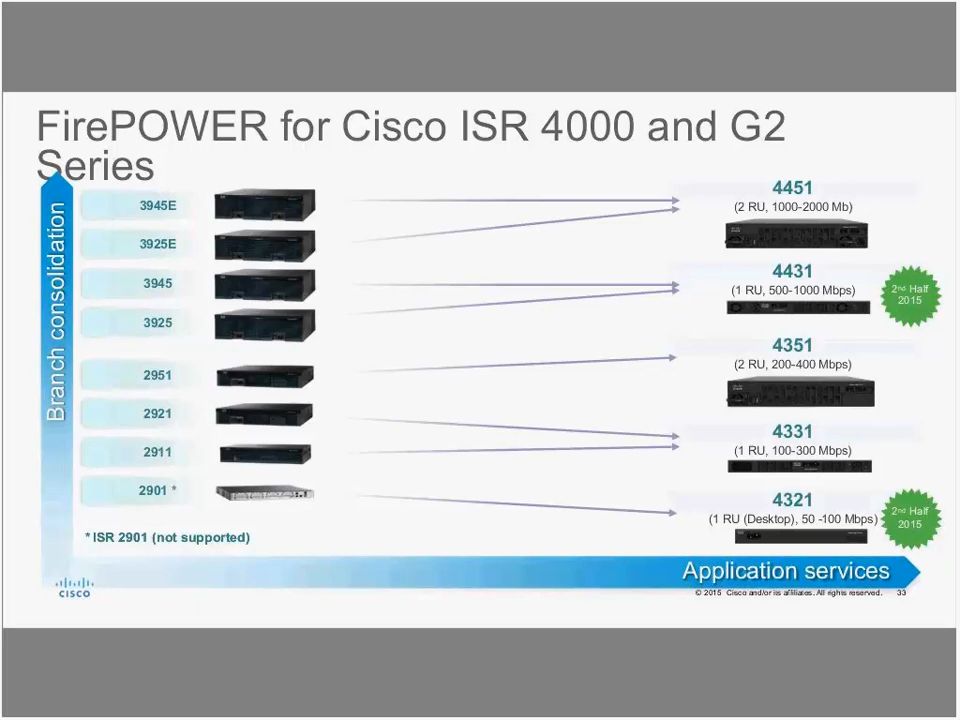 FirePOWER for Cisco ISR 4000 and G2
Series
Branch consolidation
3945E
3925E
3945
3925
2951
2921
2911
2901 *
* ISR 2901 (not supported)
4451
(2 RU, 1000-2000 Mb)
4431
(1 RU, 500-1000 Mbps)
2nd Half
2015
4351
(2 RU, 200-400 Mbps)
4331
(1 RU, 100-300 Mbps)
4321
(1 RU (Desktop), 50 -100 Mbps)
2nd Half
2015
Application services
CISCO
© 2015 Cisco and/or its affiliates. All rights reserved. 33